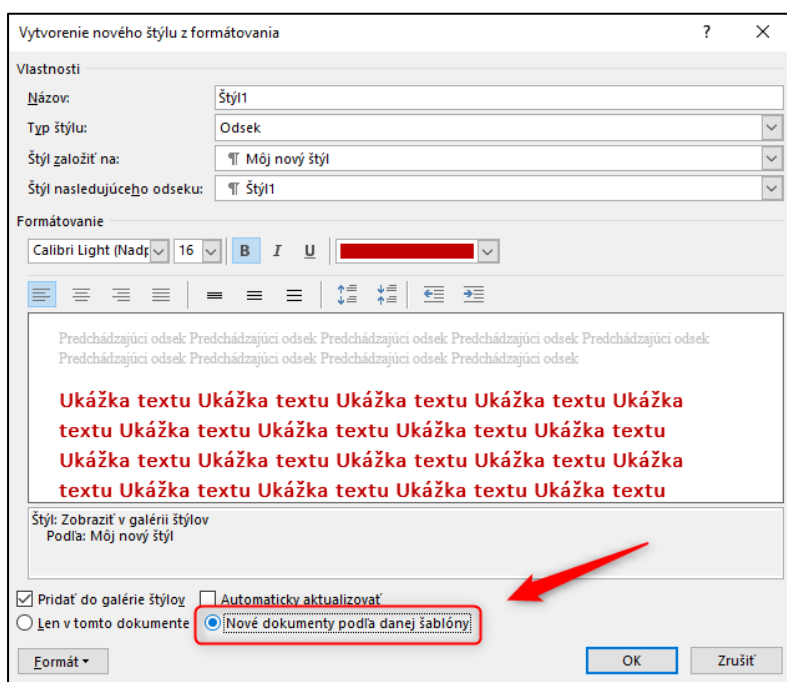 Vytvorenie nového štýlu z formátovania ? ×
Vlastnosti
Názov: Štýl1
Typ štýlu: Odsek
Štýl založiť na: ¶ Môj nový štýl
Štýl nasledujúceho odseku: ¶ Štýl1
Formátovanie
Calibri Light (Nadp 16 B I U
Predchádzajúci odsek Predchádzajúci odsek Predchádzajúci odsek Predchádzajúci odsek Predchádzajúci odsek
Predchádzajúci odsek Predchádzajúci odsek Predchádzajúci odsek Predchádzajúci odsek
Ukážka textu Ukážka textu Ukážka textu Ukážka textu Ukážka
textu Ukážka textu Ukážka textu Ukážka textu Ukážka textu
Ukážka textu Ukážka textu Ukážka textu Ukážka textu Ukážka
textu Ukážka textu Ukážka textu Ukážka textu Ukážka textu
Štýl: Zobraziť v galérii štýlov
Podľa: Môj nový štýl
Pridať do galérie štýlov Automaticky aktualizovať
Len v tomto dokumente Nové dokumenty podľa danej šablóny
Formát OK Zrušiť